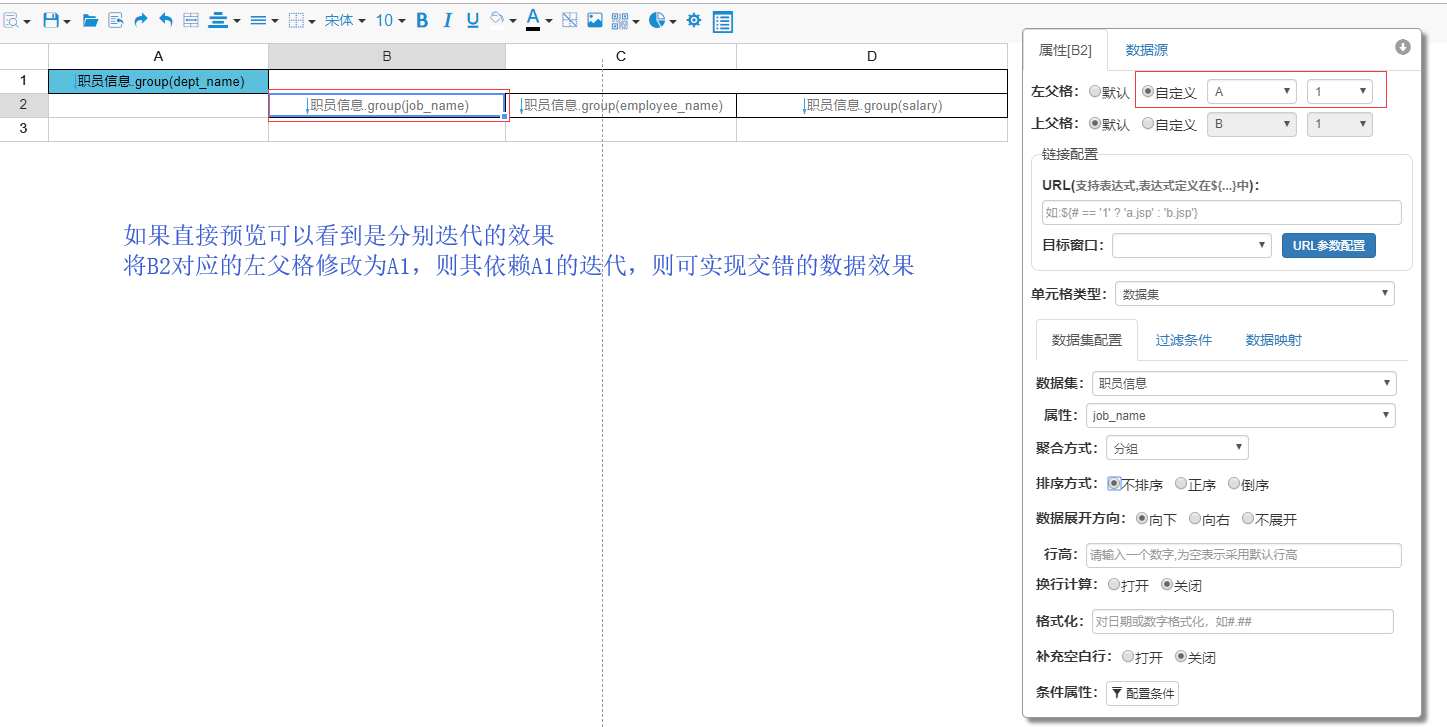 宋体 10 B I U A
A B C D
1 职员信息.group(dept_name)
2 职员信息.group(job_name) 职员信息.group(employee_name) 职员信息.group(salary)
3
如果直接预览可以看到是分别迭代的效果
将B2对应的左父格修改为A1，则其依赖A1的迭代，则可实现交错的数据效果
属性[B2] 数据源
左父格: 默认 自定义 A 1
上父格: 默认 自定义 B 1
链接配置
URL(支持表达式,表达式定义在${...}中):
如:${# == '1' ? 'a.jsp' : 'b.jsp'}
目标窗口: URL参数配置
单元格类型: 数据集
数据集配置 过滤条件 数据映射
数据集: 职员信息
属性: job_name
聚合方式: 分组
排序方式: 不排序 正序 倒序
数据展开方向: 向下 向右 不展开
行高: 请输入一个数字,为空表示采用默认行高
换行计算: 打开 关闭
格式化: 对日期或数字格式化，如#.##
补充空白行: 打开 关闭
条件属性: 配置条件